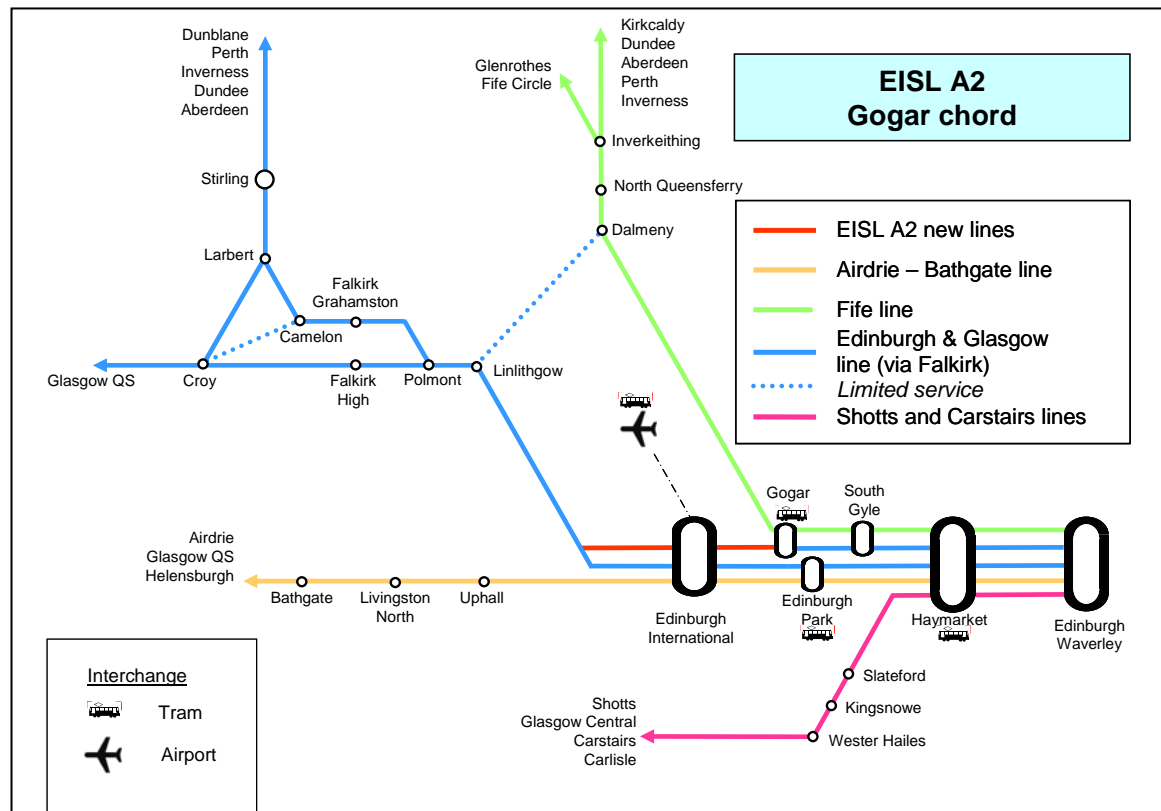 Dunblane
Perth
Inverness
Dundee
Aberdeen
Kirkcaldy
Dundee
Aberdeen
Perth
Inverness
Glenrothes
Fife Circle
EISL A2
Gogar chord
Inverkeithing
Stirling
North Queensferry
Dalmeny
EISL A2 new lines
Airdrie – Bathgate line
Fife line
Edinburgh & Glasgow
line (via Falkirk)
Limited service
Shotts and Carstairs lines
Larbert
Falkirk
Grahamston
Camelon
Glasgow QS
Croy
Falkirk
High
Polmont
Linlithgow
Gogar
South
Gyle
Airdrie
Glasgow QS
Helensburgh
Bathgate
Livingston
North
Uphall
Edinburgh
International
Edinburgh
Park
Haymarket
Edinburgh
Waverley
Slateford
Kingsnowe
Wester Hailes
Shotts
Glasgow Central
Carstairs
Carlisle
Interchange
Tram
Airport